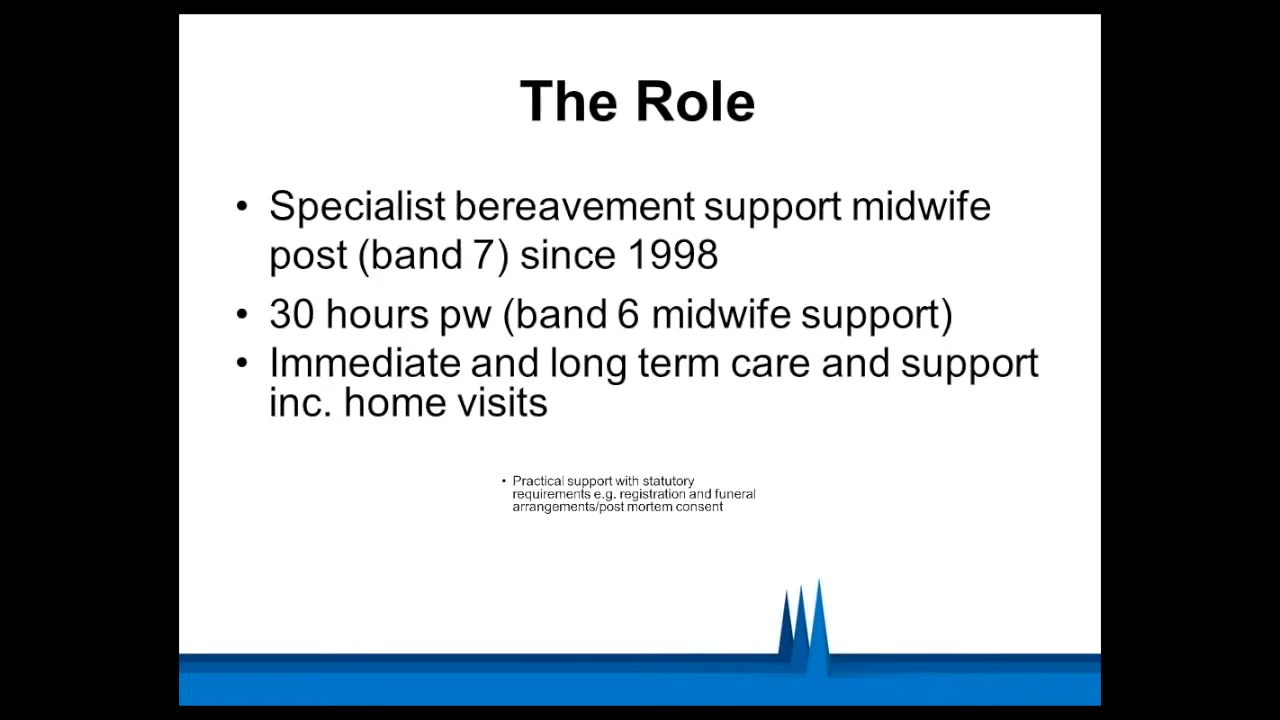 The Role
• Specialist bereavement support midwife
post (band 7) since 1998
• 30 hours pw (band 6 midwife support)
• Immediate and long term care and support
inc. home visits
• Practical support with statutory
requirements e.g. registration and funeral
arrangements/post mortem consent